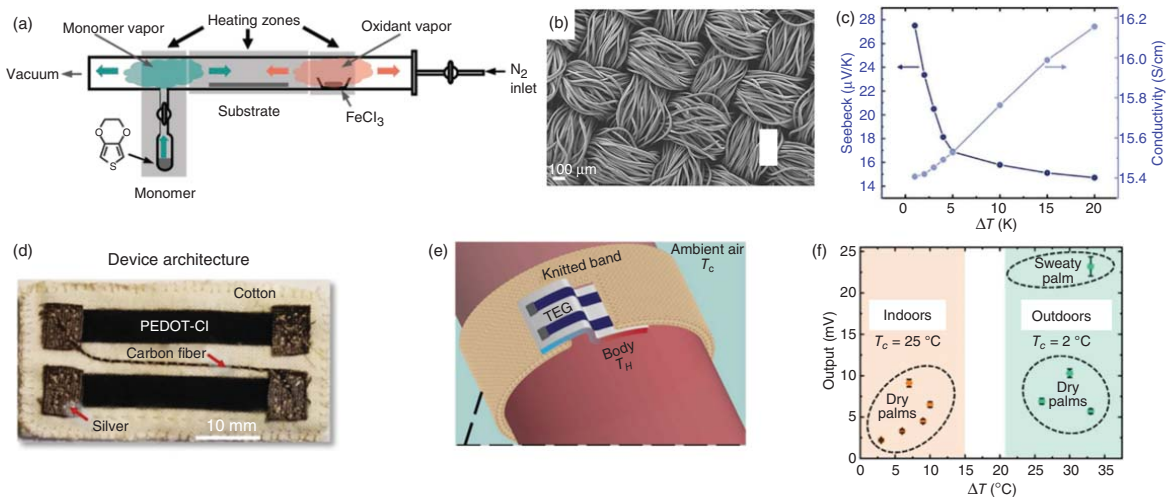 (a)
Heating zones
Monomer vapor
Oxidant vapor
Vacuum
N2
inlet
Substrate
FeCl3
O
O
S
Monomer
(b)
100 μm
(c)
Seebeck (μV/K)
28
26
24
22
20
18
16
14
0
5
10
15
20
ΔT (K)
16.2
16.0
15.8
15.6
15.4
Conductivity (S/cm)
(d)
Device architecture
Cotton
PEDOT-Cl
Carbon fiber
Silver
10 mm
(e)
Ambient air
Tc
Knitted band
TEG
Body
TH
(f)
Output (mV)
25
20
15
10
5
0
Sweaty
palm
Indoors
Tc = 25 °C
Outdoors
Tc = 2 °C
Dry
palms
Dry
palms
0
5
10
15
20
25
30
35
ΔT (°C)